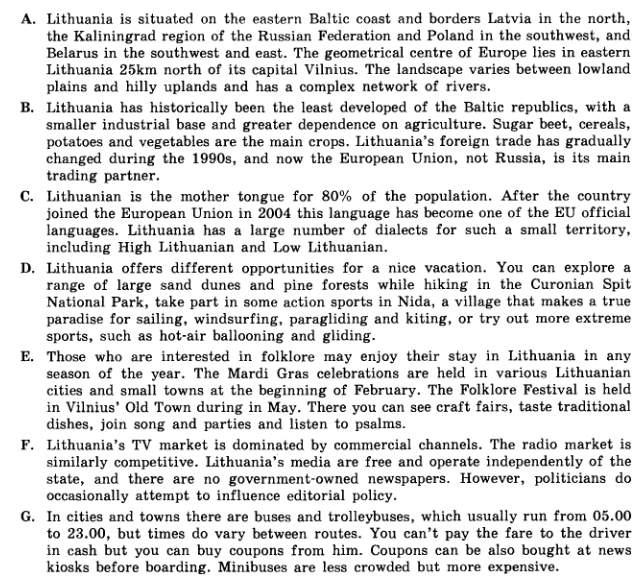 A. Lithuania is situated on the eastern Baltic coast and borders Latvia in the north,
the Kaliningrad region of the Russian Federation and Poland in the southwest, and
Belarus in the southwest and east. The geometrical centre of Europe lies in eastern
Lithuania 25km north of its capital Vilnius. The landscape varies between lowland
plains and hilly uplands and has a complex network of rivers.
B. Lithuania has historically been the least developed of the Baltic republics, with a
smaller industrial base and greater dependence on agriculture. Sugar beet, cereals,
potatoes and vegetables are the main crops. Lithuania's foreign trade has gradually
changed during the 1990s, and now the European Union, not Russia, is its main
trading partner.
C. Lithuanian is the mother tongue for 80% of the population. After the country
joined the European Union in 2004 this language has become one of the EU official
languages. Lithuania has a large number of dialects for such a small territory,
including High Lithuanian and Low Lithuanian.
D. Lithuania offers different opportunities for a nice vacation. You can explore a
range of large sand dunes and pine forests while hiking in the Curonian Spit
National Park, take part in some action sports in Nida, a village that makes a true
paradise for sailing, windsurfing, paragliding and kiting, or try out more extreme
sports, such as hot-air ballooning and gliding.
E. Those who are interested in folklore may enjoy their stay in Lithuania in any
season of the year. The Mardi Gras celebrations are held in various Lithuanian
cities and small towns at the beginning of February. The Folklore Festival is held
in Vilnius' Old Town during in May. There you can see craft fairs, taste traditional
dishes, join song and parties and listen to psalms.
F. Lithuania's TV market is dominated by commercial channels. The radio market is
similarly competitive. Lithuania's media are free and operate independently of the
state, and there are no government-owned newspapers. However, politicians do
occasionally attempt to influence editorial policy.
G. In cities and towns there are buses and trolleybuses, which usually run from 05.00
to 23.00, but times do vary between routes. You can't pay the fare to the driver
in cash but you can buy coupons from him. Coupons can be also bought at news
kiosks before boarding. Minibuses are less crowded but more expensive.